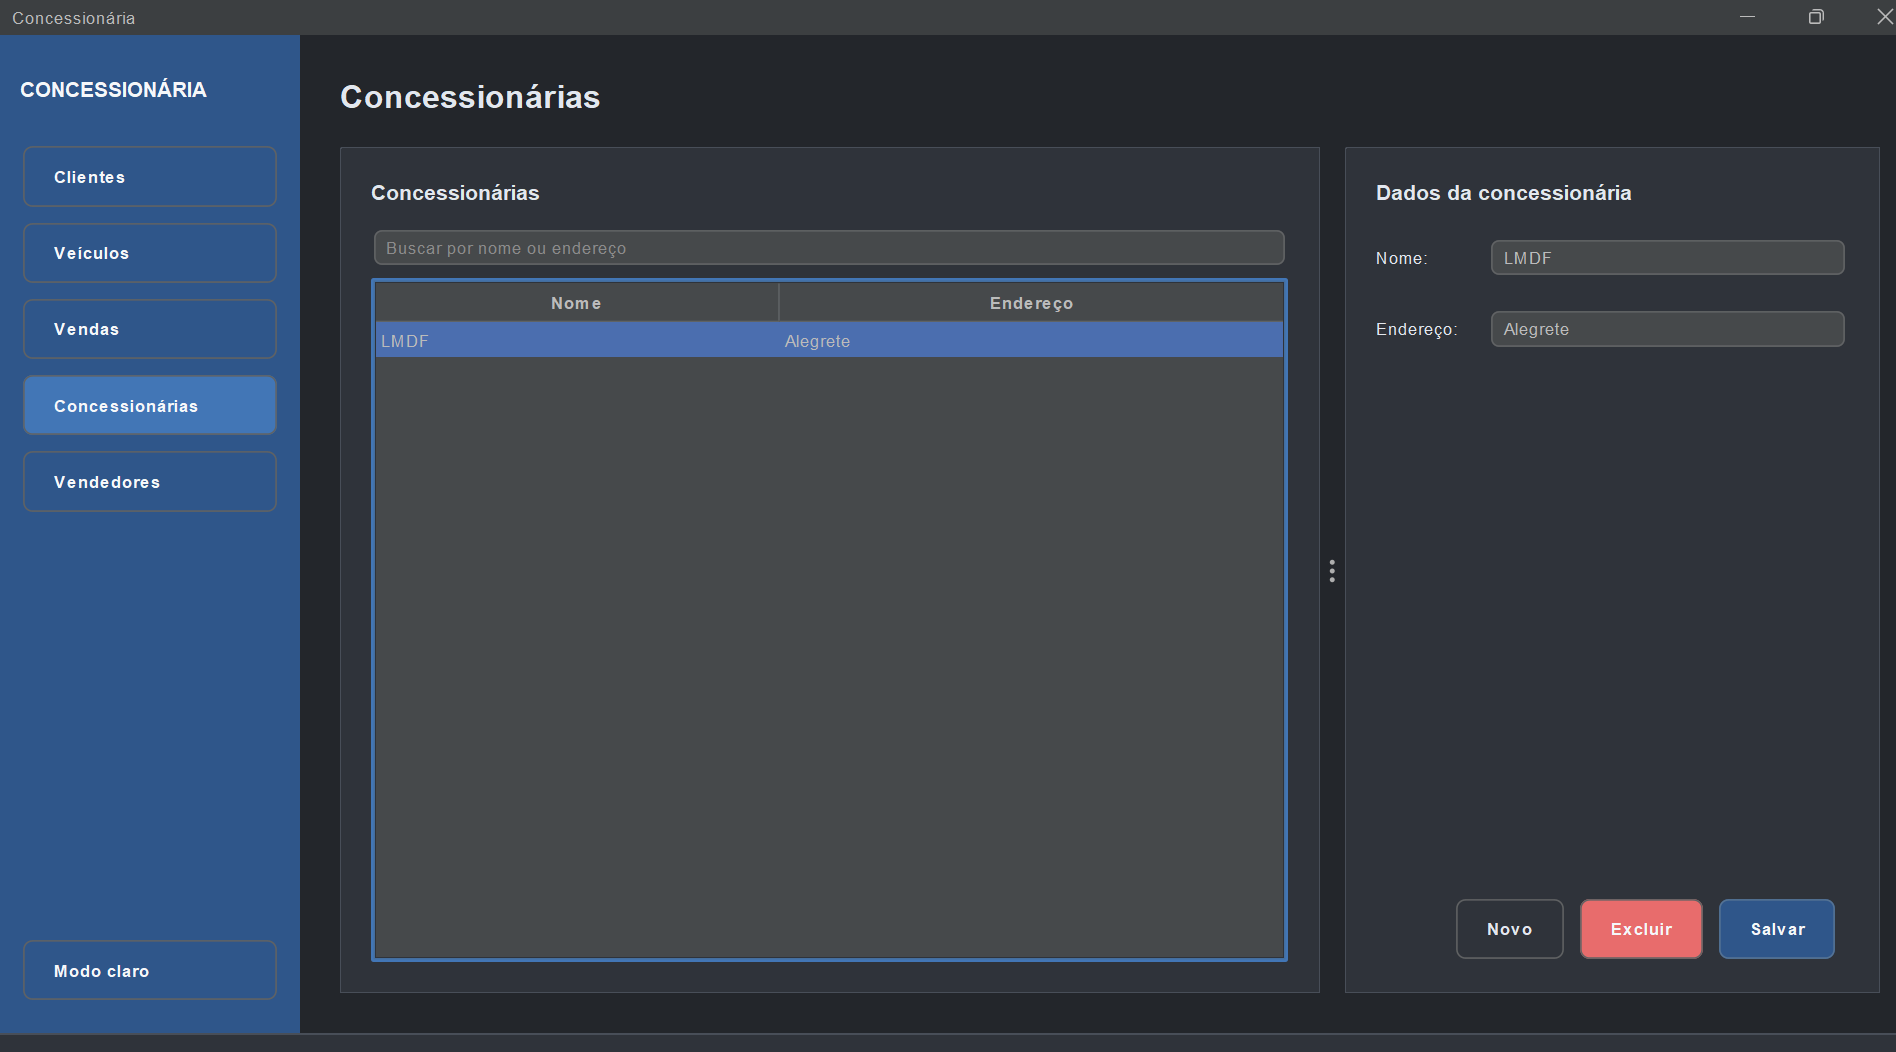 Concessionária
CONCESSIONÁRIA
Clientes
Veículos
Vendas
Concessionárias
Vendedores
Modo claro
Concessionárias
Concessionárias
Buscar por nome ou endereço
Nome Endereço
LMDF Alegrete
Dados da concessionária
Nome: LMDF
Endereço: Alegrete
Novo Excluir Salvar